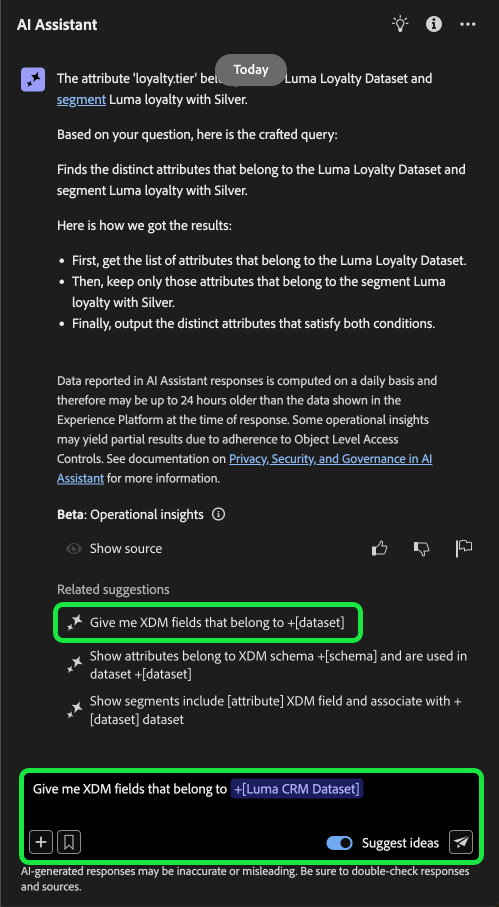 AI Assistant
Today
The attribute 'loyalty.tier' Luma Loyalty Dataset and
segment Luma loyalty with Silver.
Based on your question, here is the crafted query:
Finds the distinct attributes that belong to the Luma Loyalty Dataset and
segment Luma loyalty with Silver.
Here is how we got the results:
• First, get the list of attributes that belong to the Luma Loyalty Dataset.
• Then, keep only those attributes that belong to the segment Luma
loyalty with Silver.
• Finally, output the distinct attributes that satisfy both conditions.
Data reported in AI Assistant responses is computed on a daily basis and
therefore may be up to 24 hours older than the data shown in the
Experience Platform at the time of response. Some operational insights
may yield partial results due to adherence to Object Level Access
Controls. See documentation on Privacy, Security, and Governance in AI
Assistant for more information.
Beta: Operational insights
Show source
Related suggestions
Give me XDM fields that belong to +[dataset]
Show attributes belong to XDM schema +[schema] and are used in
dataset +[dataset]
Show segments include [attribute] XDM field and associate with +
[dataset] dataset
Give me XDM fields that belong to +[Luma CRM Dataset]
Suggest ideas
AI-generated responses may be inaccurate or misleading. Be sure to double-check responses
and sources.